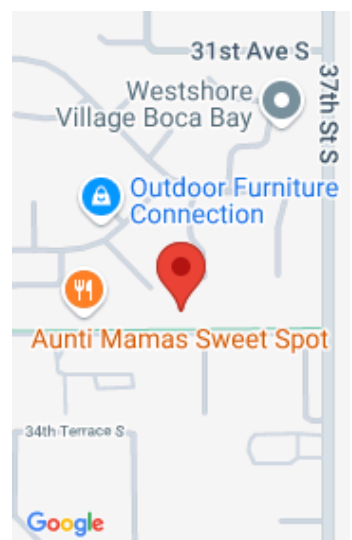 31st Ave S
37th St S
Westshore
Village Boca Bay
Outdoor Furniture
Connection
Aunti Mamas Sweet Spot
34th Terrace S
Google